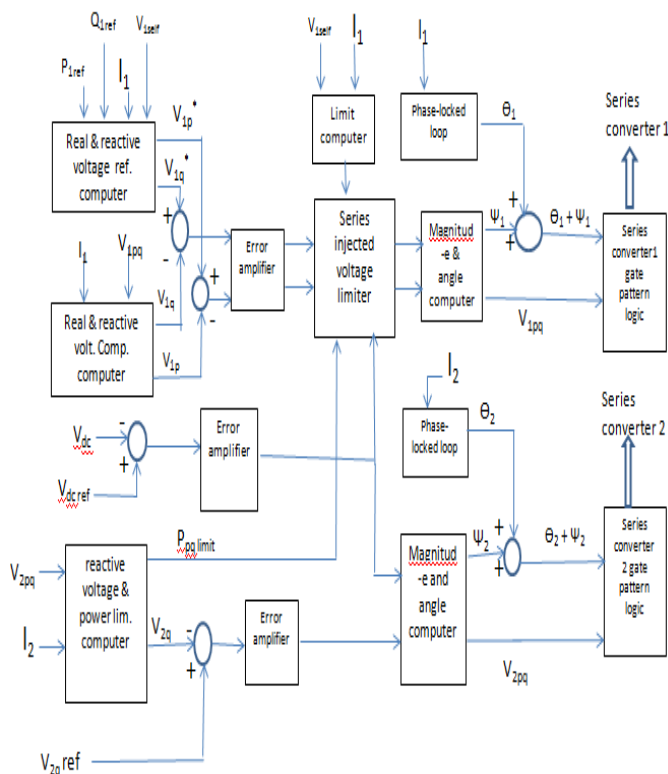 Q1ref
V1self
P1ref
I1
Real & reactive
voltage ref.
computer
V1p*
V1q*
+
-
I1
V1pq
Real & reactive
volt. Comp.
computer
V1q
V1p
+
-
Error
amplifier
V1self
I1
Limit
computer
Series
injected
voltage
limiter
I1
Phase-locked
loop
θ1
Magnitud
-e &
angle
computer
Ψ1
+
+
θ1 + Ψ1
V1pq
Series
converter 1
Series
converter1
gate
pattern
logic
Vdc
-
Vdc ref
+
Error
amplifier
I2
Phase-
locked
loop
θ2
Series
converter 2
V2pq
I2
reactive
voltage &
power lim.
computer
Ppq limit
V2q
-
+
V2q ref
Error
amplifier
Magnitud
-e and
angle
computer
Ψ2
+
+
θ2 + Ψ2
V2pq
Series
converter
2 gate
pattern
logic